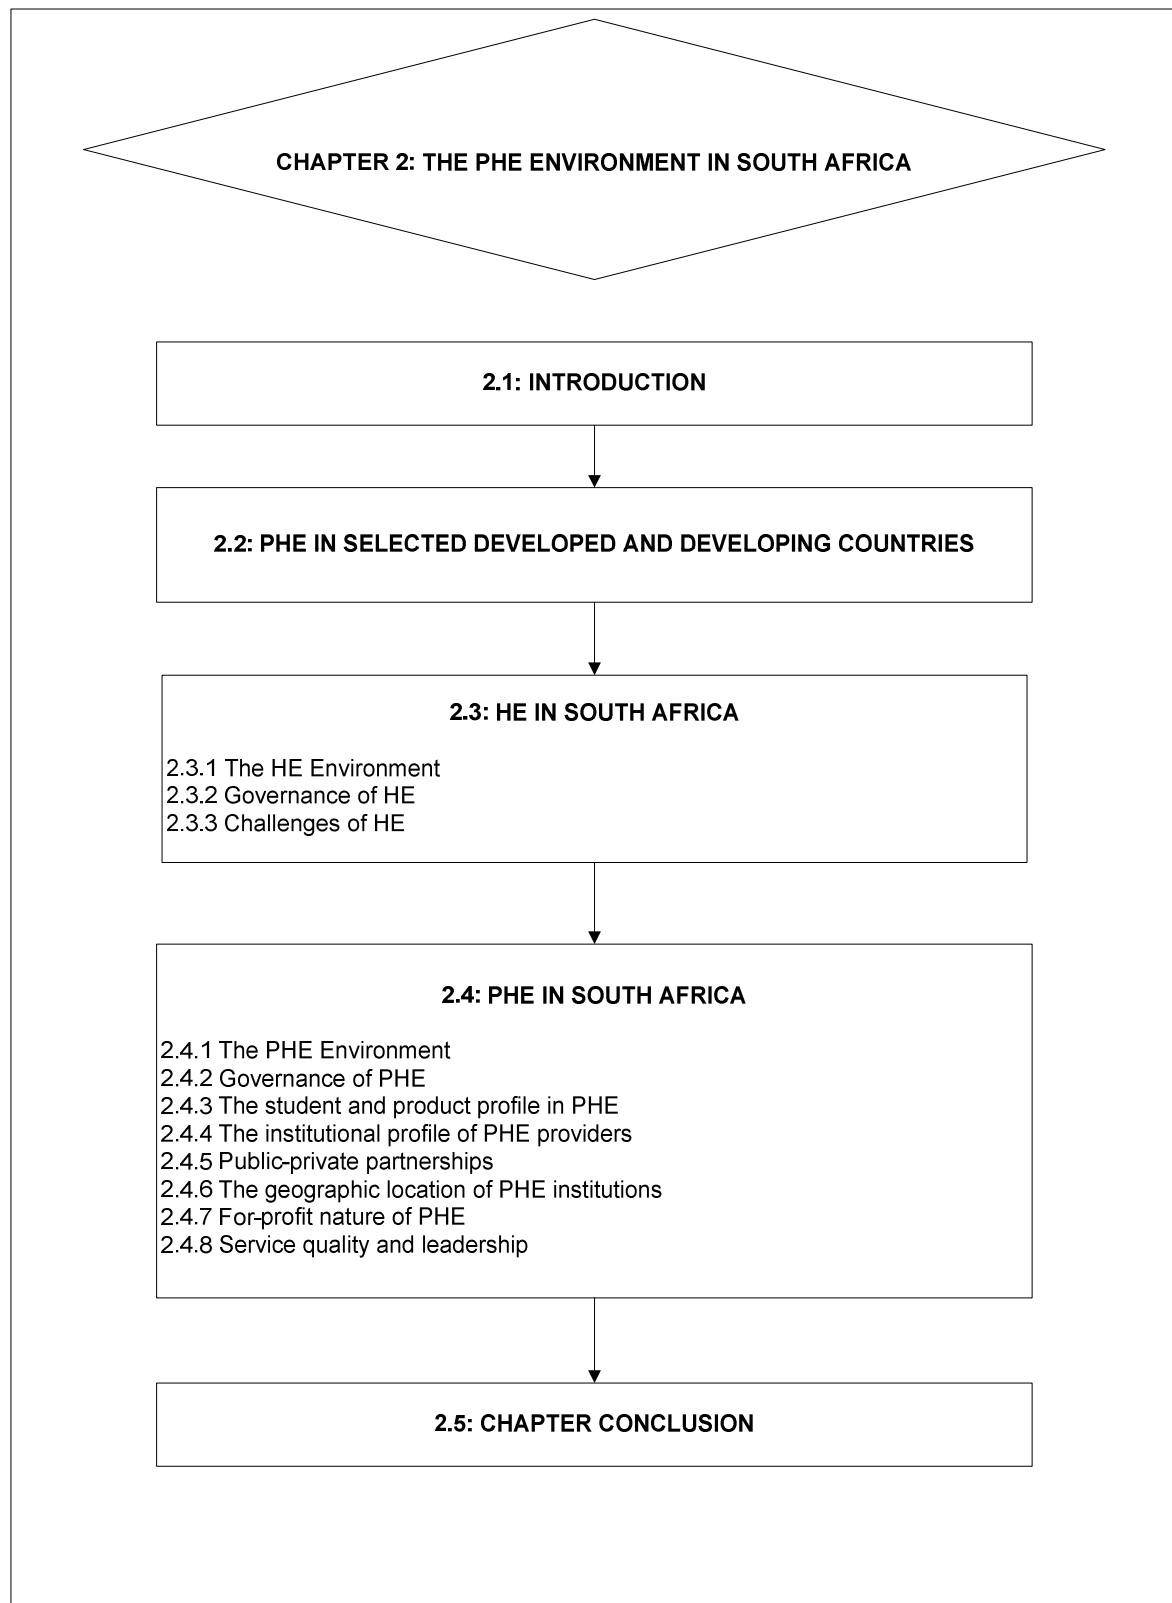 CHAPTER 2: THE PHE ENVIRONMENT IN SOUTH AFRICA
2.1: INTRODUCTION
2.2: PHE IN SELECTED DEVELOPED AND DEVELOPING COUNTRIES
2.3: HE IN SOUTH AFRICA
2.3.1 The HE Environment
2.3.2 Governance of HE
2.3.3 Challenges of HE
2.4: PHE IN SOUTH AFRICA
2.4.1 The PHE Environment
2.4.2 Governance of PHE
2.4.3 The student and product profile in PHE
2.4.4 The institutional profile of PHE providers
2.4.5 Public-private partnerships
2.4.6 The geographic location of PHE institutions
2.4.7 For-profit nature of PHE
2.4.8 Service quality and leadership
2.5: CHAPTER CONCLUSION